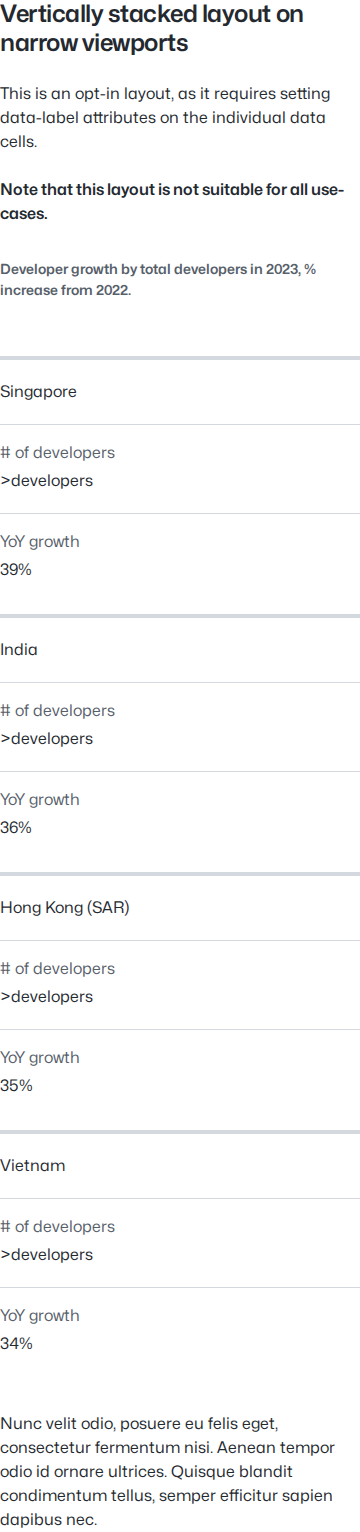 Vertically stacked layout on
narrow viewports
This is an opt-in layout, as it requires setting
data-label attributes on the individual data
cells.
Note that this layout is not suitable for all use-
cases.
Developer growth by total developers in 2023, %
increase from 2022.
Singapore
# of developers
>developers
YoY growth
39%
India
# of developers
>developers
YoY growth
36%
Hong Kong (SAR)
# of developers
>developers
YoY growth
35%
Vietnam
# of developers
>developers
YoY growth
34%
Nunc velit odio, posuere eu felis eget,
consectetur fermentum nisi. Aenean tempor
odio id ornare ultrices. Quisque blandit
condimentum tellus, semper efficitur sapien
dapibus nec.